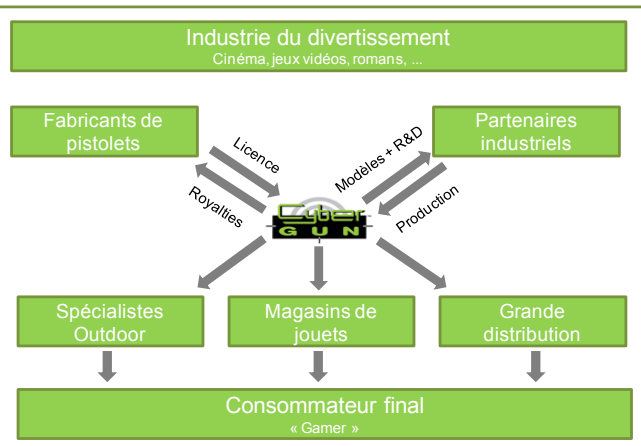 Industrie du divertissement
Cinéma, jeux vidéos, romans, ...
Fabricants de
pistolets
Partenaires
industriels
Licence
Royalties
Modèles + R&D
Production
Cyber
GUN
Spécialistes
Outdoor
Magasins de
jouets
Grande
distribution
Consommateur final
« Gamer »